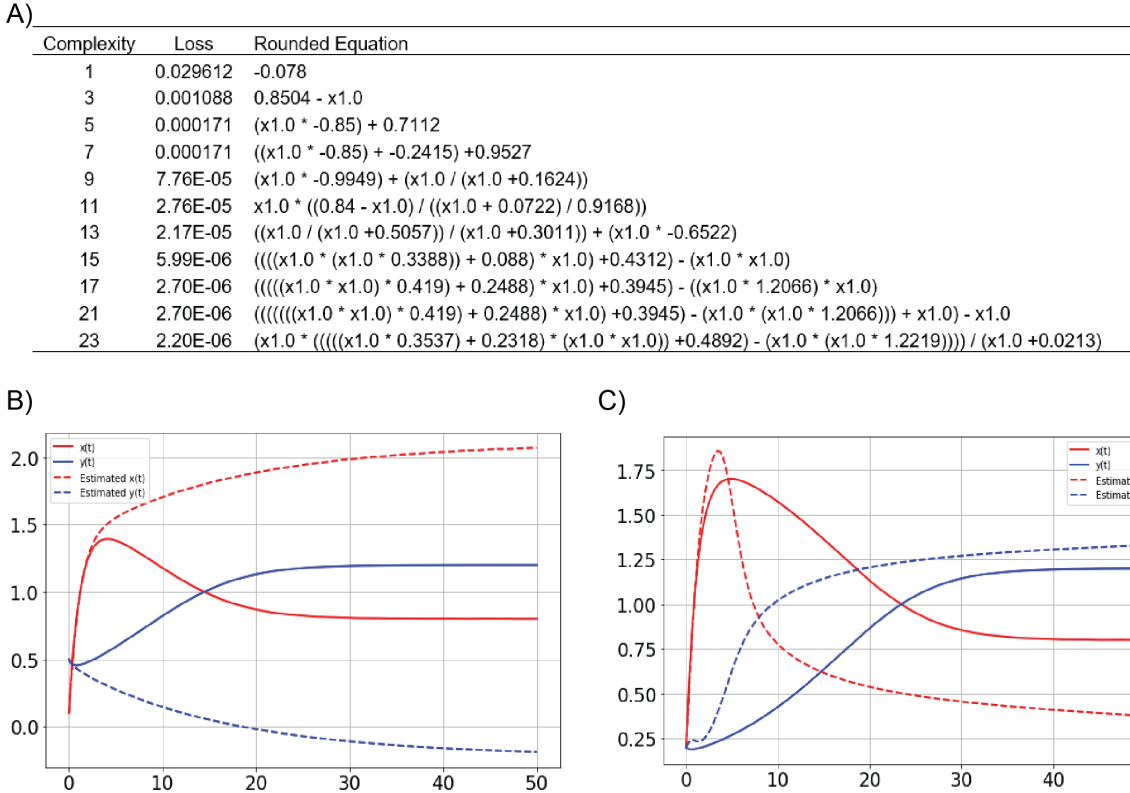 A)
Complexity Loss Rounded Equation
1 0.029612 -0.078
3 0.001088 0.8504 - x1.0
5 0.000171 (x1.0 * -0.85) + 0.7112
7 0.000171 ((x1.0 * -0.85) + -0.2415) +0.9527
9 7.76E-05 (x1.0 * -0.9949) + (x1.0 / (x1.0 +0.1624))
11 2.76E-05 x1.0 * ((0.84 - x1.0) / ((x1.0 + 0.0722) / 0.9168))
13 2.17E-05 ((x1.0 / (x1.0 +0.5057)) / (x1.0 +0.3011)) + (x1.0 * -0.6522)
15 5.99E-06 ((((x1.0 * (x1.0 * 0.3388)) + 0.088) * x1.0) +0.4312) - (x1.0 * x1.0)
17 2.70E-06 (((((x1.0 * x1.0) * 0.419) + 0.2488) * x1.0) +0.3945) - ((x1.0 * 1.2066) * x1.0)
21 2.70E-06 (((((((x1.0 * x1.0) * 0.419) + 0.2488) * x1.0) +0.3945) - (x1.0 * (x1.0 * 1.2066))) + x1.0) - x1.0
23 2.20E-06 (x1.0 * (((((x1.0 * 0.3537) + 0.2318) * (x1.0 * x1.0)) +0.4892) - (x1.0 * (x1.0 * 1.2219)))) / (x1.0 +0.0213)
B)
x(t)
y(t)
Estimated x(t)
Estimated y(t)
2.0
1.5
1.0
0.5
0.0
0 10 20 30 40 50
C)
x(t)
y(t)
Estimat
Estimat
1.75
1.50
1.25
1.00
0.75
0.50
0.25
0 10 20 30 40